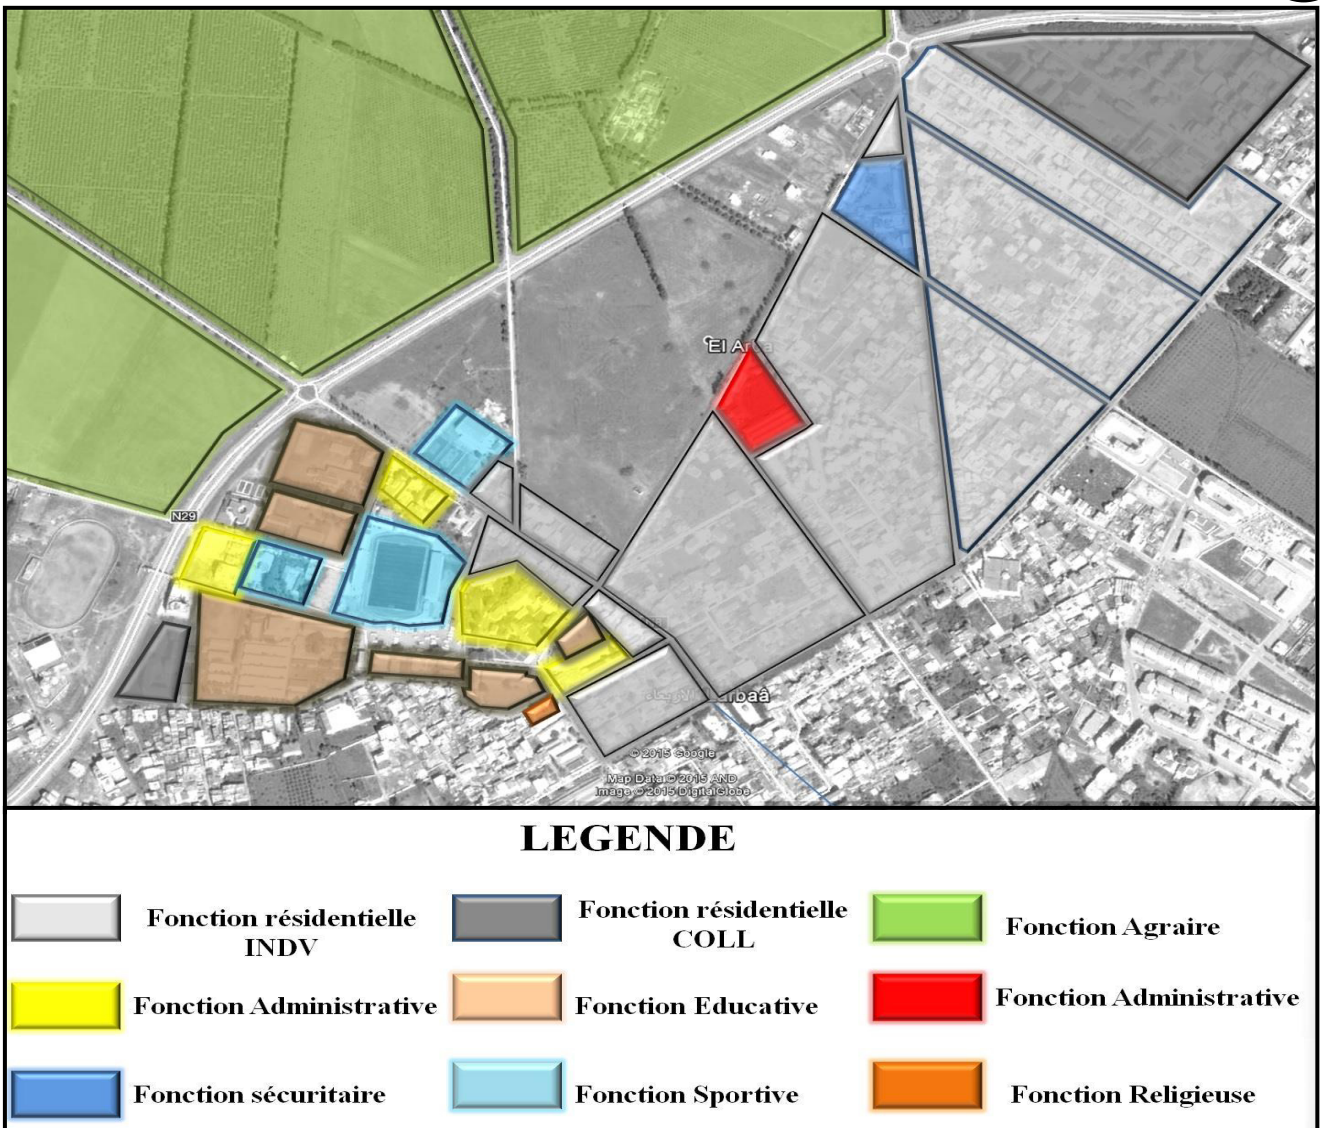 El Ar
N29
rbaâ
© 2015 Google
Map Data © 2015 AND
Image © 2015 DigitalGlobe
LEGENDE
Fonction résidentielle
INDV
Fonction résidentielle
COLL
Fonction Agraire
Fonction Administrative
Fonction Educative
Fonction Administrative
Fonction sécuritaire
Fonction Sportive
Fonction Religieuse